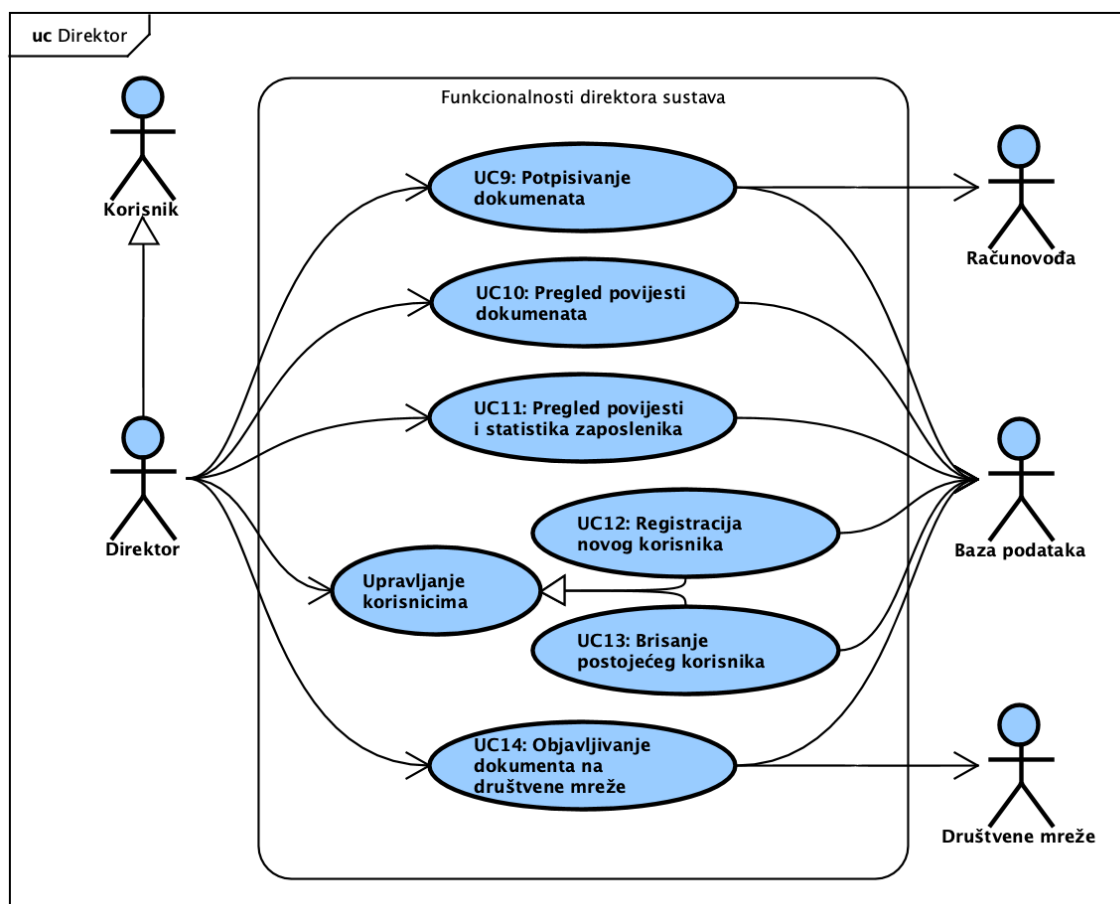 uc Direktor
Funkcionalnosti direktora sustava
Korisnik
UC9: Potpisivanje
dokumenata
Računovođa
UC10: Pregled povijesti
dokumenata
UC11: Pregled povijesti
i statistika zaposlenika
Direktor
UC12: Registracija
novog korisnika
Baza podataka
Upravljanje
korisnicima
UC13: Brisanje
postojećeg korisnika
UC14: Objavljivanje
dokumenta na
društvene mreže
Društvene mreže